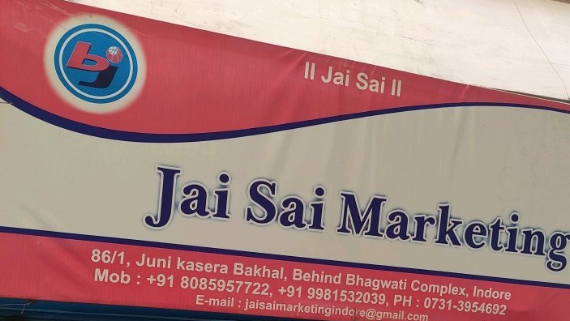 bj
II Jai Sai II
Jai Sai Marketing
86/1, Juni kasera Bakhal, Behind Bhagwati Complex, Indore
Mob : +91 8085957722, +91 9981532039, PH : 0731-3954692
E-mail : jaisaimarketingindore@gmail.com